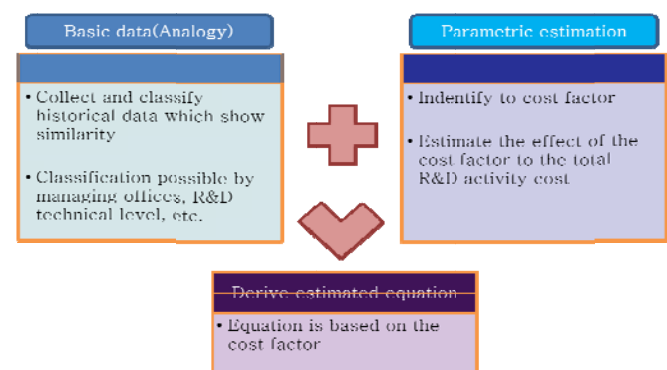 Basic data(Analogy)
• Collect and classify
historical data which show
similarity
• Classification possible by
managing offices, R&D
technical level, etc.
Parametric estimation
• Indentify to cost factor
• Estimate the effect of the
cost factor to the total
R&D activity cost
Derive estimated equation
• Equation is based on the
cost factor